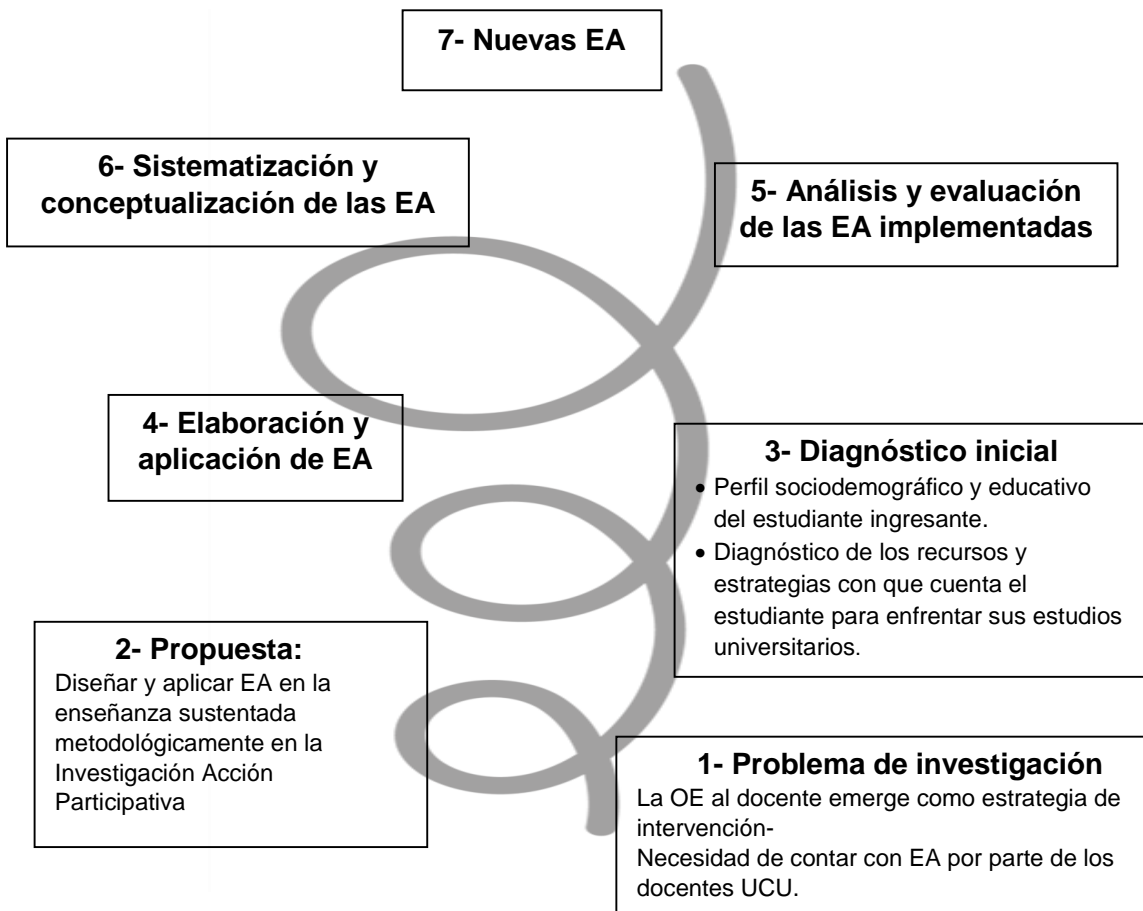 7- Nuevas EA
6- Sistematización y
conceptualización de las EA
5- Análisis y evaluación
de las EA implementadas
4- Elaboración y
aplicación de EA
3- Diagnóstico inicial
• Perfil sociodemográfico y educativo
del estudiante ingresante.
• Diagnóstico de los recursos y
estrategias con que cuenta el
estudiante para enfrentar sus estudios
universitarios.
2- Propuesta:
Diseñar y aplicar EA en la
enseñanza sustentada
metodológicamente en la
Investigación Acción
Participativa
1- Problema de investigación
La OE al docente emerge como estrategia de
intervención-
Necesidad de contar con EA por parte de los
docentes UCU.